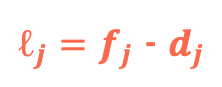 ℓj = fj - dj